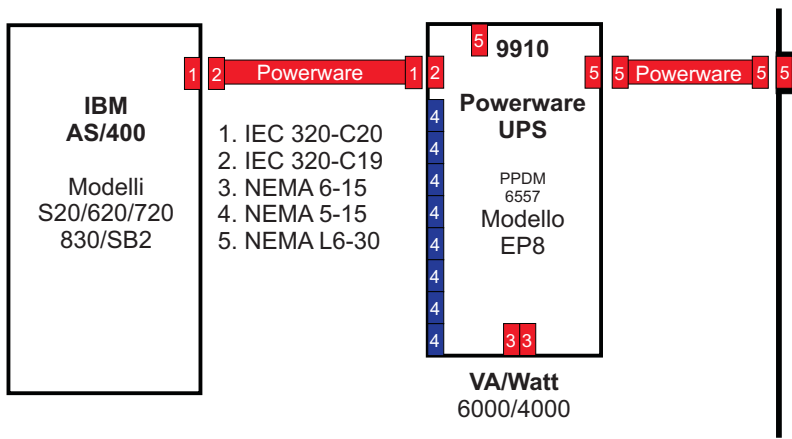 5
9910
1 2 Powerware 1 2 5 5 Powerware 5 5
IBM
AS/400
Modelli
S20/620/720
830/SB2
1. IEC 320-C20
2. IEC 320-C19
3. NEMA 6-15
4. NEMA 5-15
5. NEMA L6-30
Powerware
UPS
PPDM
6557
Modello
EP8
4
4
4
4
4
4
4
4
3 3
VA/Watt
6000/4000